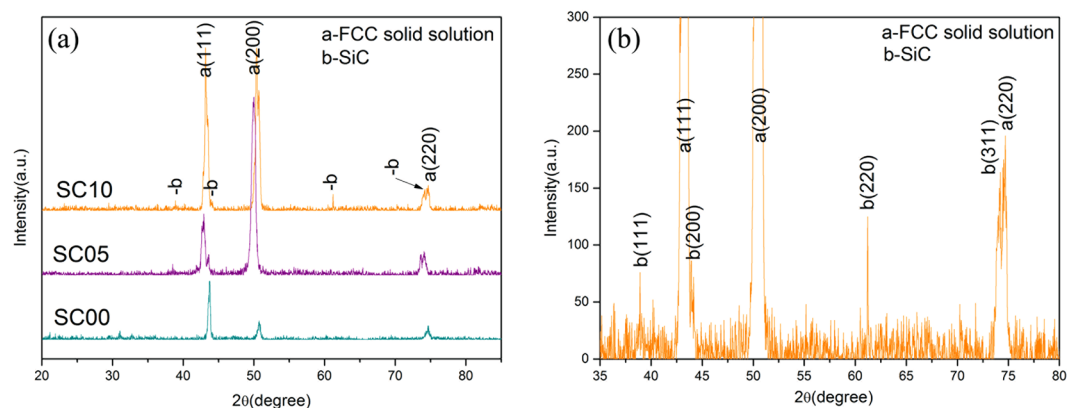 (a)
a-FCC solid solution
b-SiC
a(111)
a(200)
a(220)
-b
-b
-b
-b
SC10
SC05
SC00
Intensity(a.u.)
20 30 40 50 60 70 80
2θ(degree)
(b)
a-FCC solid solution
b-SiC
300
250
200
150
100
50
0
Intensity(a.u.)
b(111)
a(111)
b(200)
a(200)
b(220)
b(311)
a(220)
35 40 45 50 55 60 65 70 75 80
2θ(degree)